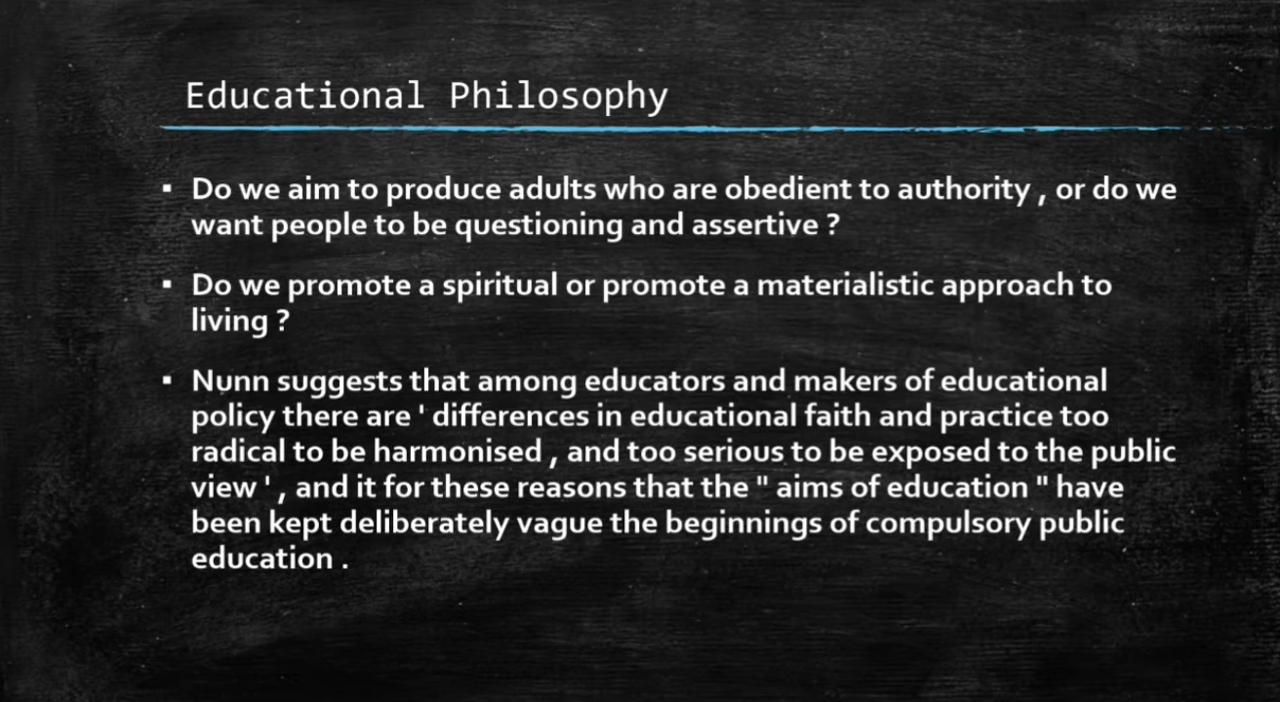 Educational Philosophy
▪ Do we aim to produce adults who are obedient to authority , or do we
want people to be questioning and assertive ?
▪ Do we promote a spiritual or promote a materialistic approach to
living ?
▪ Nunn suggests that among educators and makers of educational
policy there are ' differences in educational faith and practice too
radical to be harmonised , and too serious to be exposed to the public
view ' , and it for these reasons that the " aims of education " have
been kept deliberately vague the beginnings of compulsory public
education .